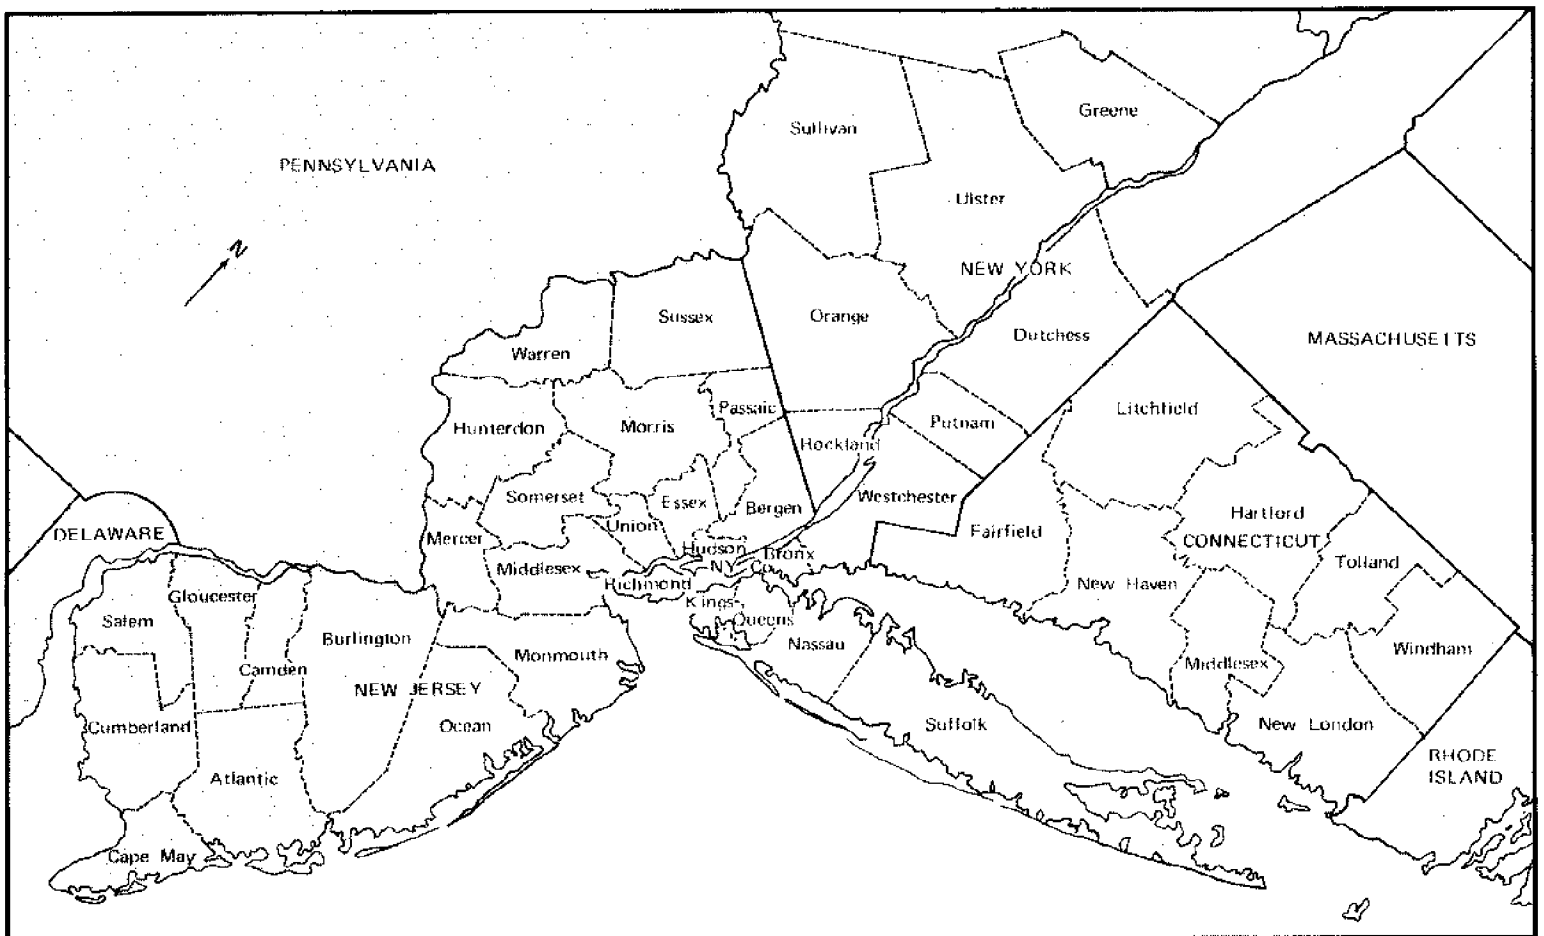 Greene
Sullivan
PENNSYLVANIA
Ulster
N
NEW YORK
Sussex
Orange
Dutchess
MASSACHUSETTS
Warren
Litchfield
Passaic
Putnam
Hunterdon
Morris
Rockland
Somerset
Essex
Westchester
Bergen
Hartford
Union
DELAWARE
Mercer
Fairfield
CONNECTICUT
Hudson
Bronx
Tolland
NY Co
Middlesex
Richmond
New Haven
Gloucester
Kings
Queens
Salem
Burlington
Nassau
Windham
Monmouth
Middlesex
Camden
NEW JERSEY
Cumberland
Ocean
Suffolk
New London
RHODE
ISLAND
Atlantic
Cape May